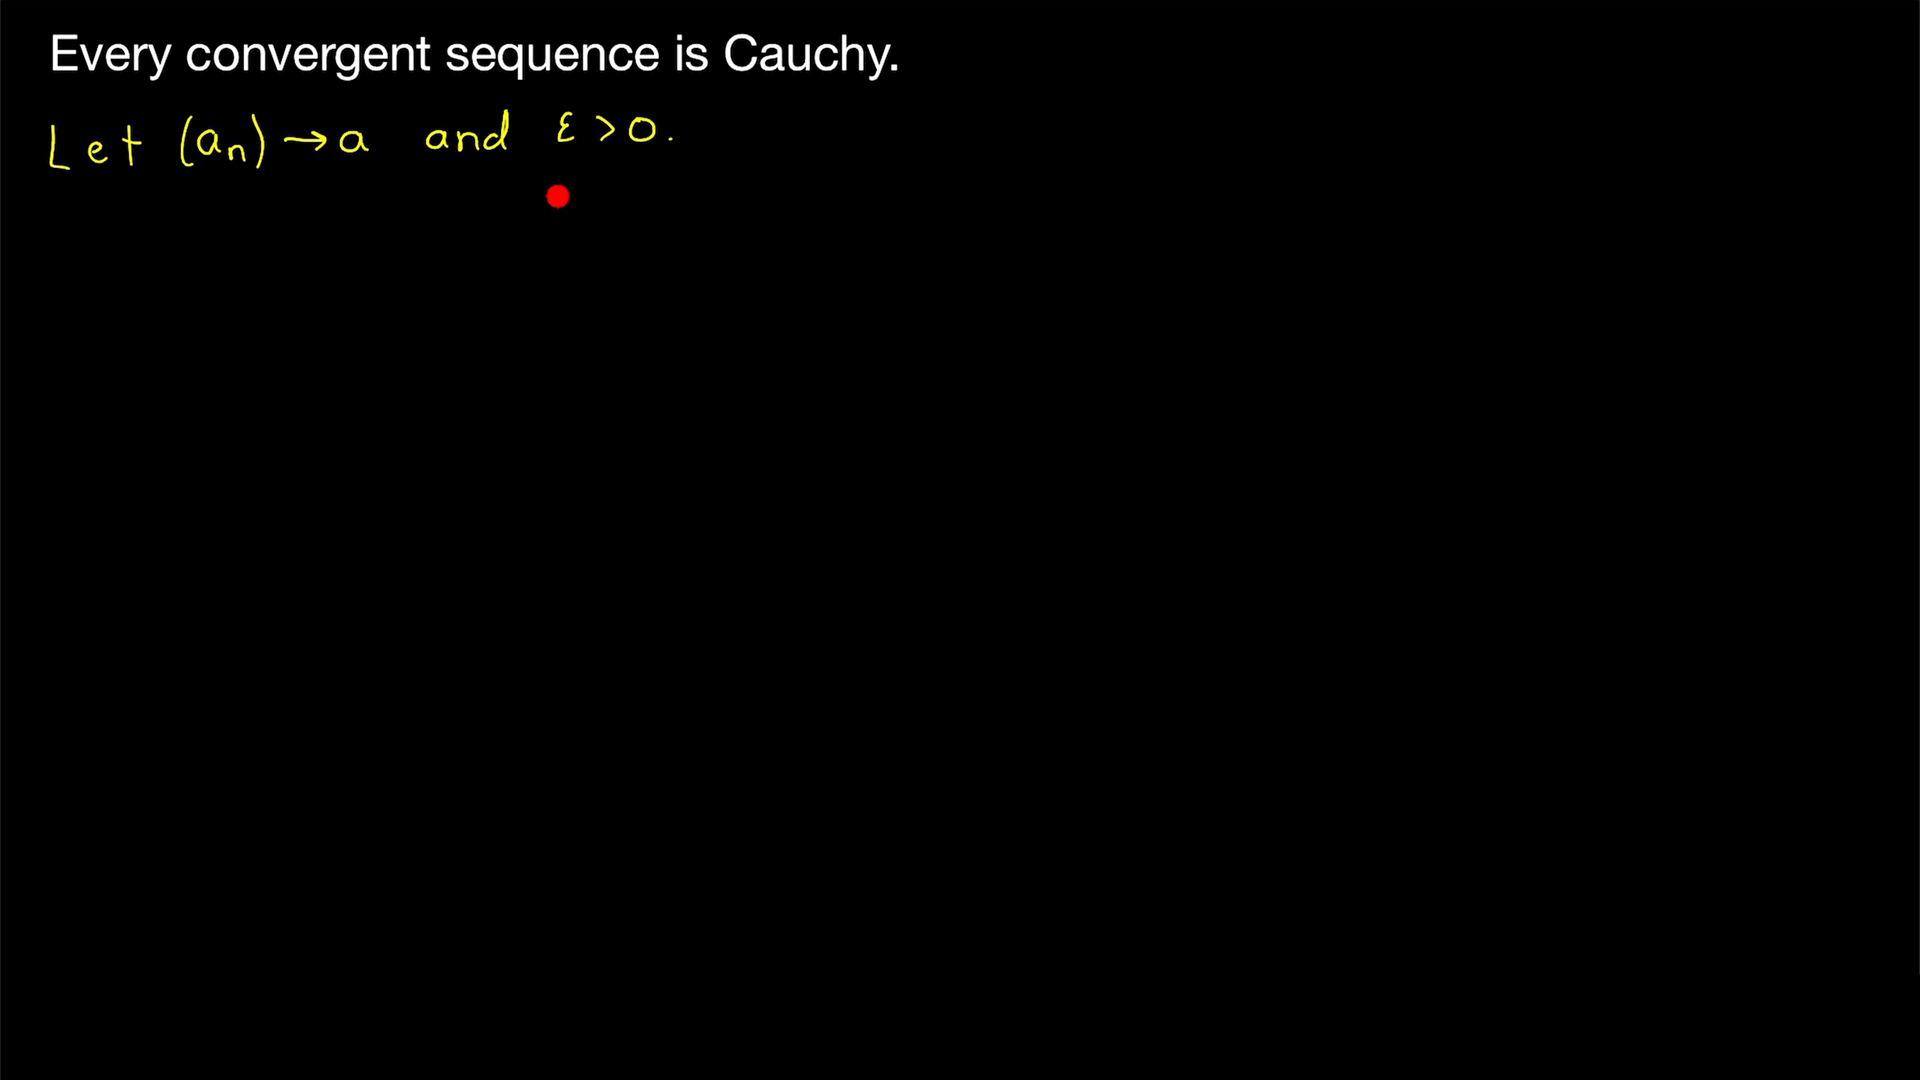 Every convergent sequence is Cauchy.
Let (aₙ) → a and ε > 0.